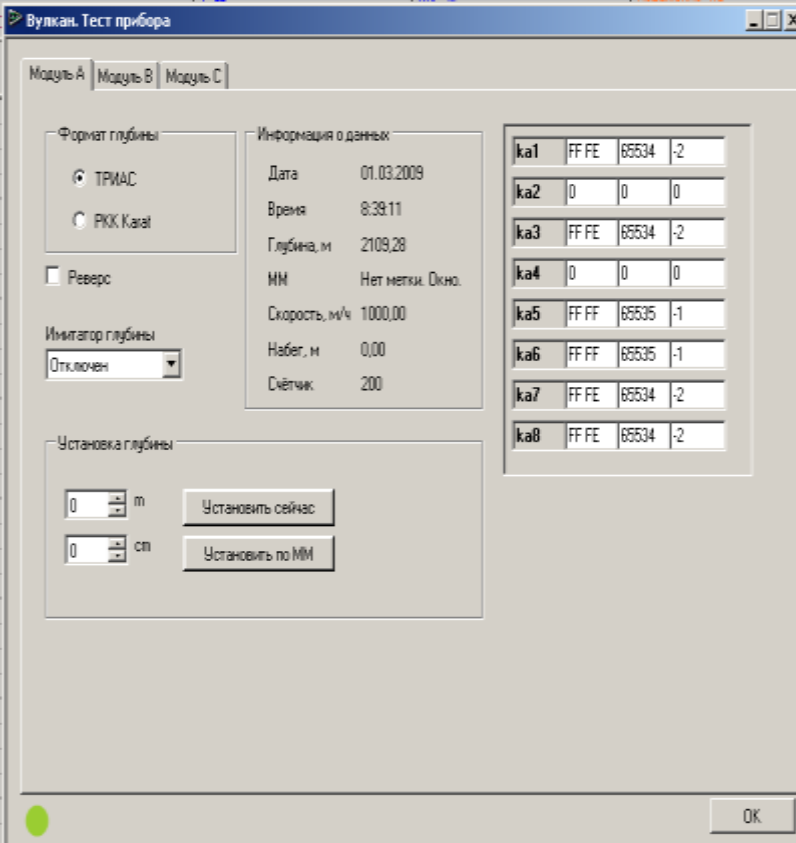 Вулкан. Тест прибора
Модуль A Модуль B Модуль C
Формат глубины
ТРИАС
РКК Karat
Реверс
Имитатор глубины
Отключен
Информация о данных
Дата 01.03.2009
Время 8:39:11
Глубина, м 2109,28
ММ Нет метки. Окно.
Скорость, м/ч 1000,00
Набег, м 0,00
Счётчик 200
ka1 FF FE 65534 -2
ka2 0 0 0
ka3 FF FE 65534 -2
ka4 0 0 0
ka5 FF FF 65535 -1
ka6 FF FF 65535 -1
ka7 FF FE 65534 -2
ka8 FF FE 65534 -2
Установка глубины
0 m Установить сейчас
0 cm Установить по ММ
OK